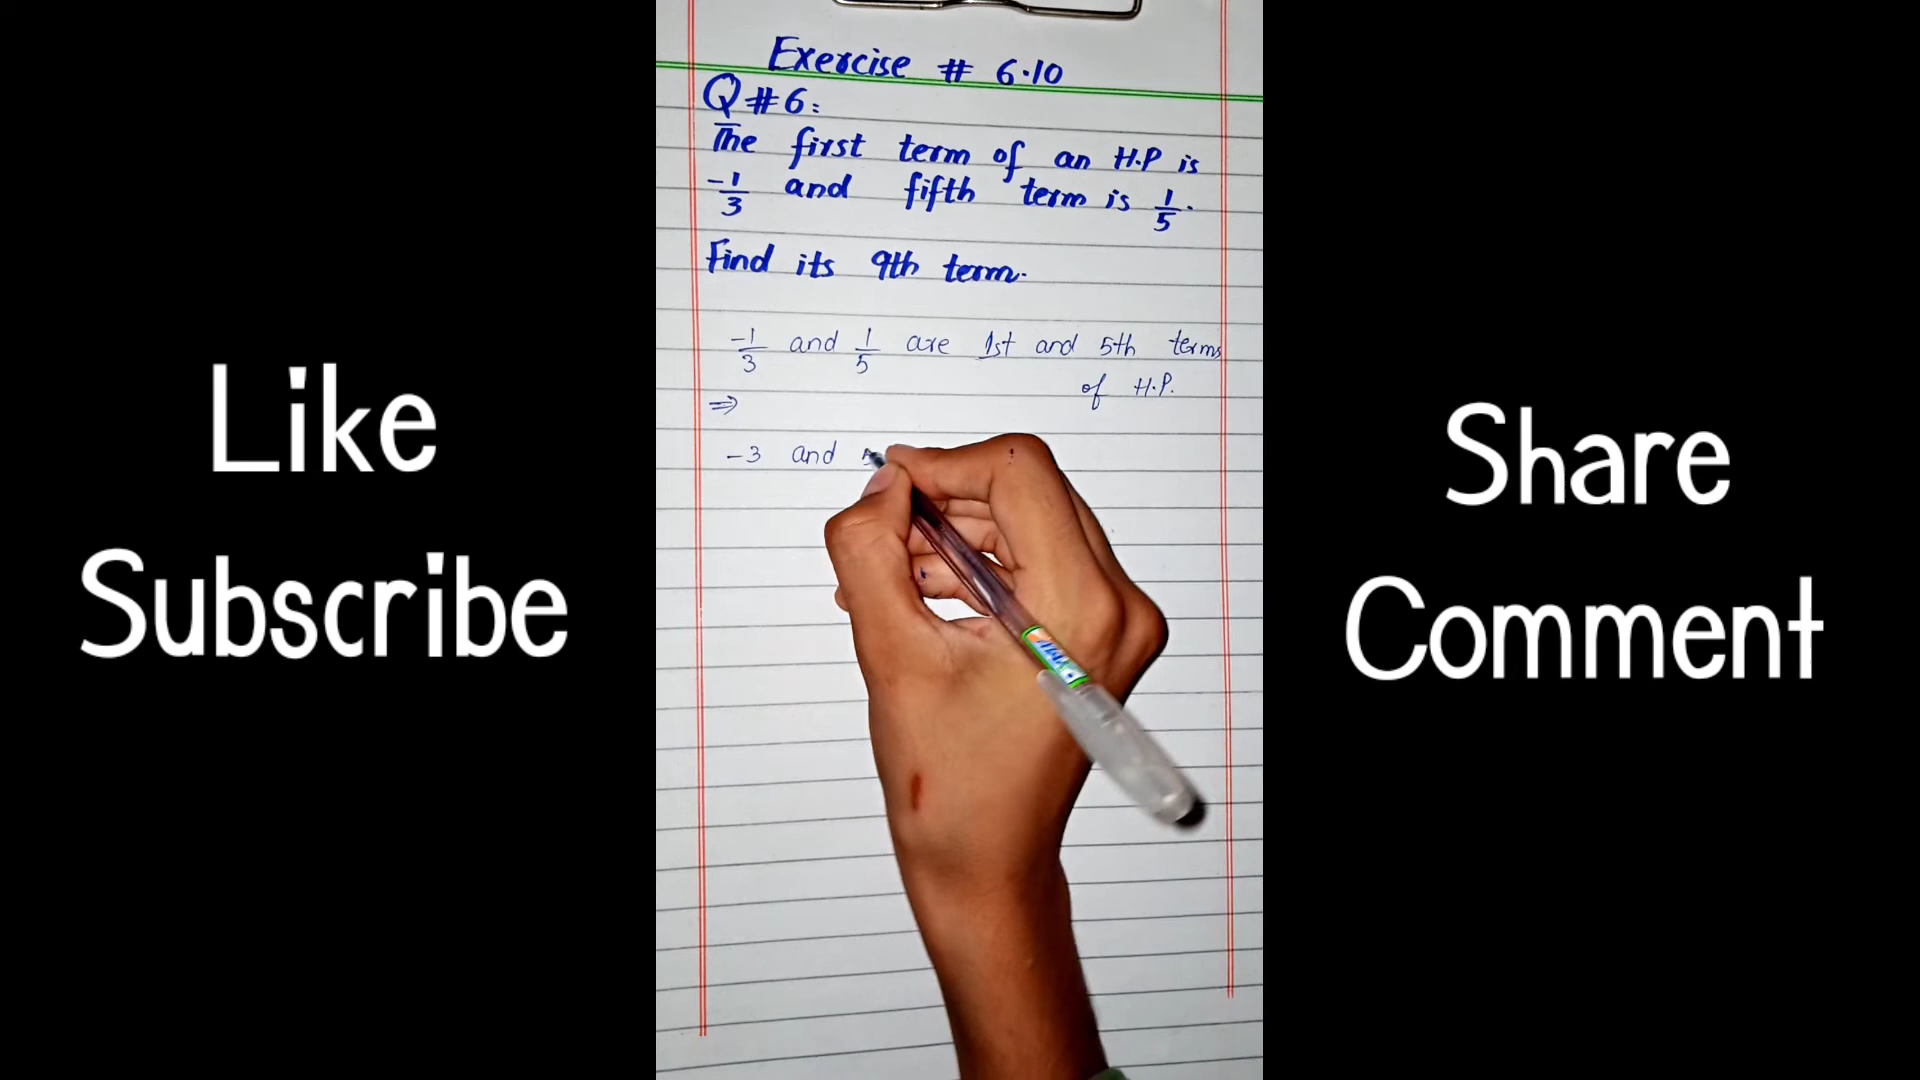 Like
Subscribe
Exercise # 6.10
Q #6:
The first term of an H.P is
-1/3 and fifth term is 1/5.
Find its 9th term.
-1/3 and 1/5 are 1st and 5th terms
of H.P.
⇒
-3 and
Share
Comment